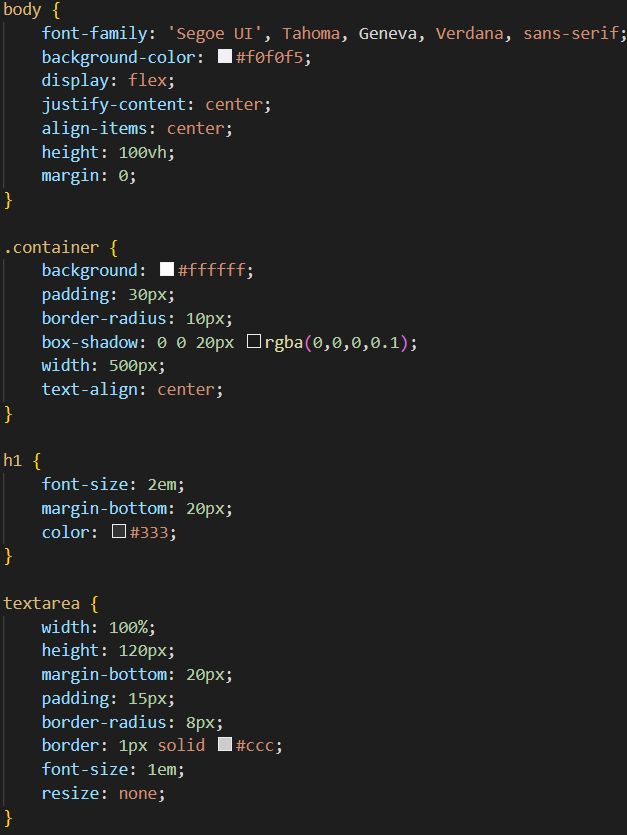 body {
    font-family: 'Segoe UI', Tahoma, Geneva, Verdana, sans-serif;
    background-color: #f0f0f5;
    display: flex;
    justify-content: center;
    align-items: center;
    height: 100vh;
    margin: 0;
}

.container {
    background: #ffffff;
    padding: 30px;
    border-radius: 10px;
    box-shadow: 0 0 20px rgba(0,0,0,0.1);
    width: 500px;
    text-align: center;
}

h1 {
    font-size: 2em;
    margin-bottom: 20px;
    color: #333;
}

textarea {
    width: 100%;
    height: 120px;
    margin-bottom: 20px;
    padding: 15px;
    border-radius: 8px;
    border: 1px solid #ccc;
    font-size: 1em;
    resize: none;
}